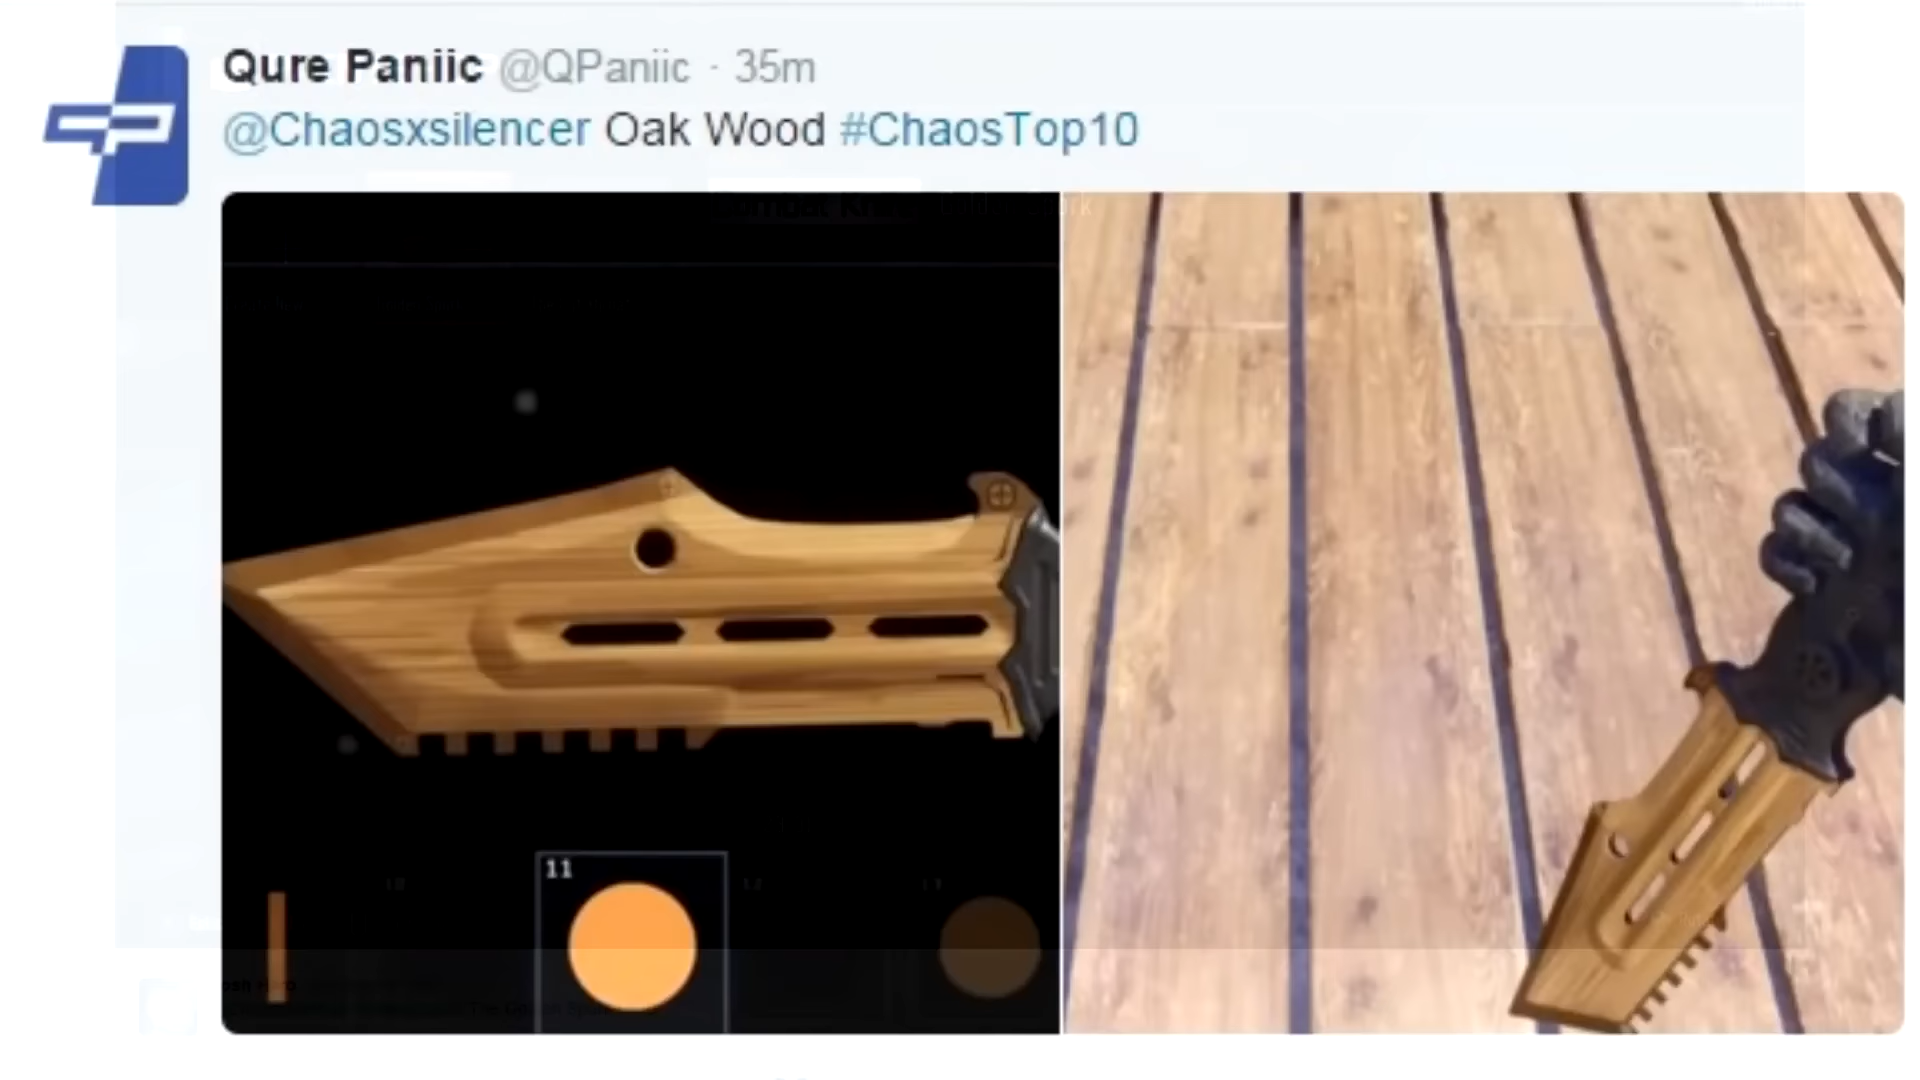 Qure Paniic @QPaniic · 35m
@Chaosxsilencer Oak Wood #ChaosTop10
11